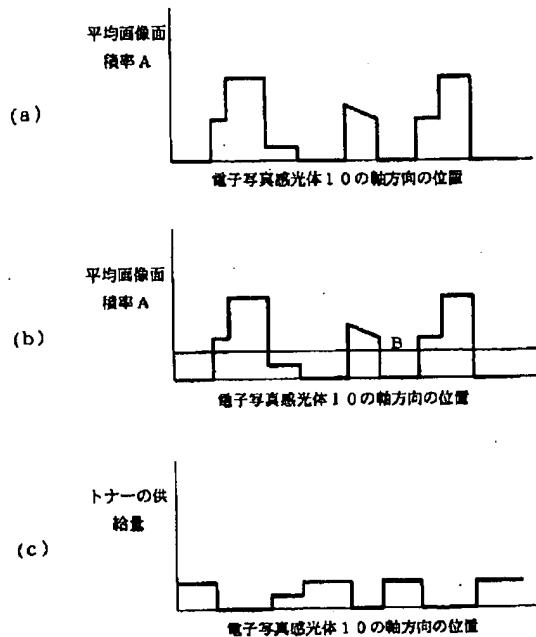 平均画像面
積率A
(a)
電子写真感光体10の軸方向の位置
平均画像面
積率A
B
(b)
電子写真感光体10の軸方向の位置
トナーの供
給量
(c)
電子写真感光体10の軸方向の位置